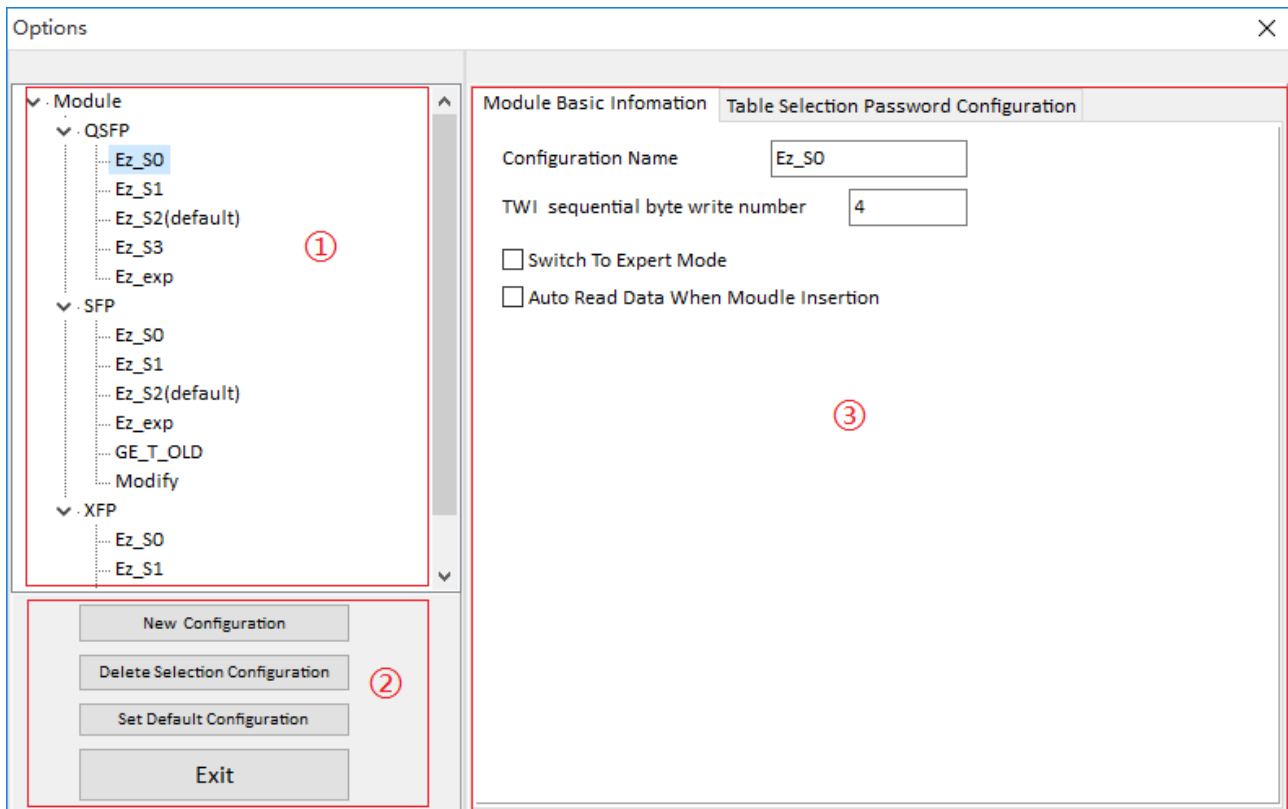 Options
Module
QSFP
Ez_S0
Ez_S1
Ez_S2(default)
Ez_S3
Ez_exp
SFP
Ez_S0
Ez_S1
Ez_S2(default)
Ez_exp
GE_T_OLD
Modify
XFP
Ez_S0
Ez_S1
①
New Configuration
Delete Selection Configuration
Set Default Configuration
Exit
②
Module Basic Infomation
Table Selection Password Configuration
Configuration Name Ez_S0
TWI sequential byte write number 4
Switch To Expert Mode
Auto Read Data When Moudle Insertion
③